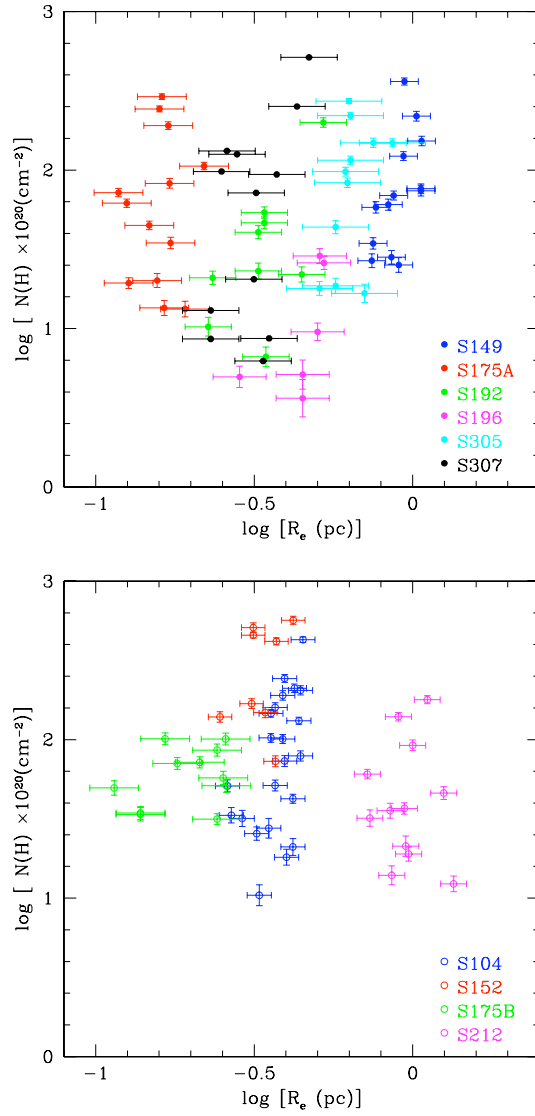 3
2
1
0
log [ N(H) ×10²⁰(cm⁻²)]
S149
S175A
S192
S196
S305
S307
−1
−0.5
0
log [Rₑ (pc)]
3
2
1
0
log [ N(H) ×10²⁰(cm⁻²)]
S104
S152
S175B
S212
−1
−0.5
0
log [Rₑ (pc)]